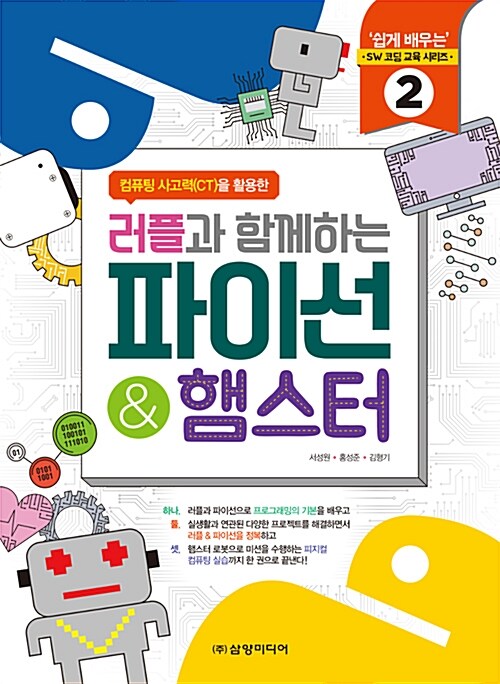 '쉽게 배우는'
• SW 코딩 교육 시리즈 •
2
컴퓨팅 사고력(CT)을 활용한
러플과 함께하는
파이선
& 햄스터
서성원 • 홍성준 • 김형기
하나, 러플과 파이선으로 프로그래밍의 기본을 배우고
둘, 실생활과 연관된 다양한 프로젝트를 해결하면서
러플 & 파이선을 정복하고
셋, 햄스터 로봇으로 미션을 수행하는 피지컬
컴퓨팅 실습까지 한 권으로 끝낸다!
010011
100101
111010
01
0101
1001
(주) 삼양미디어